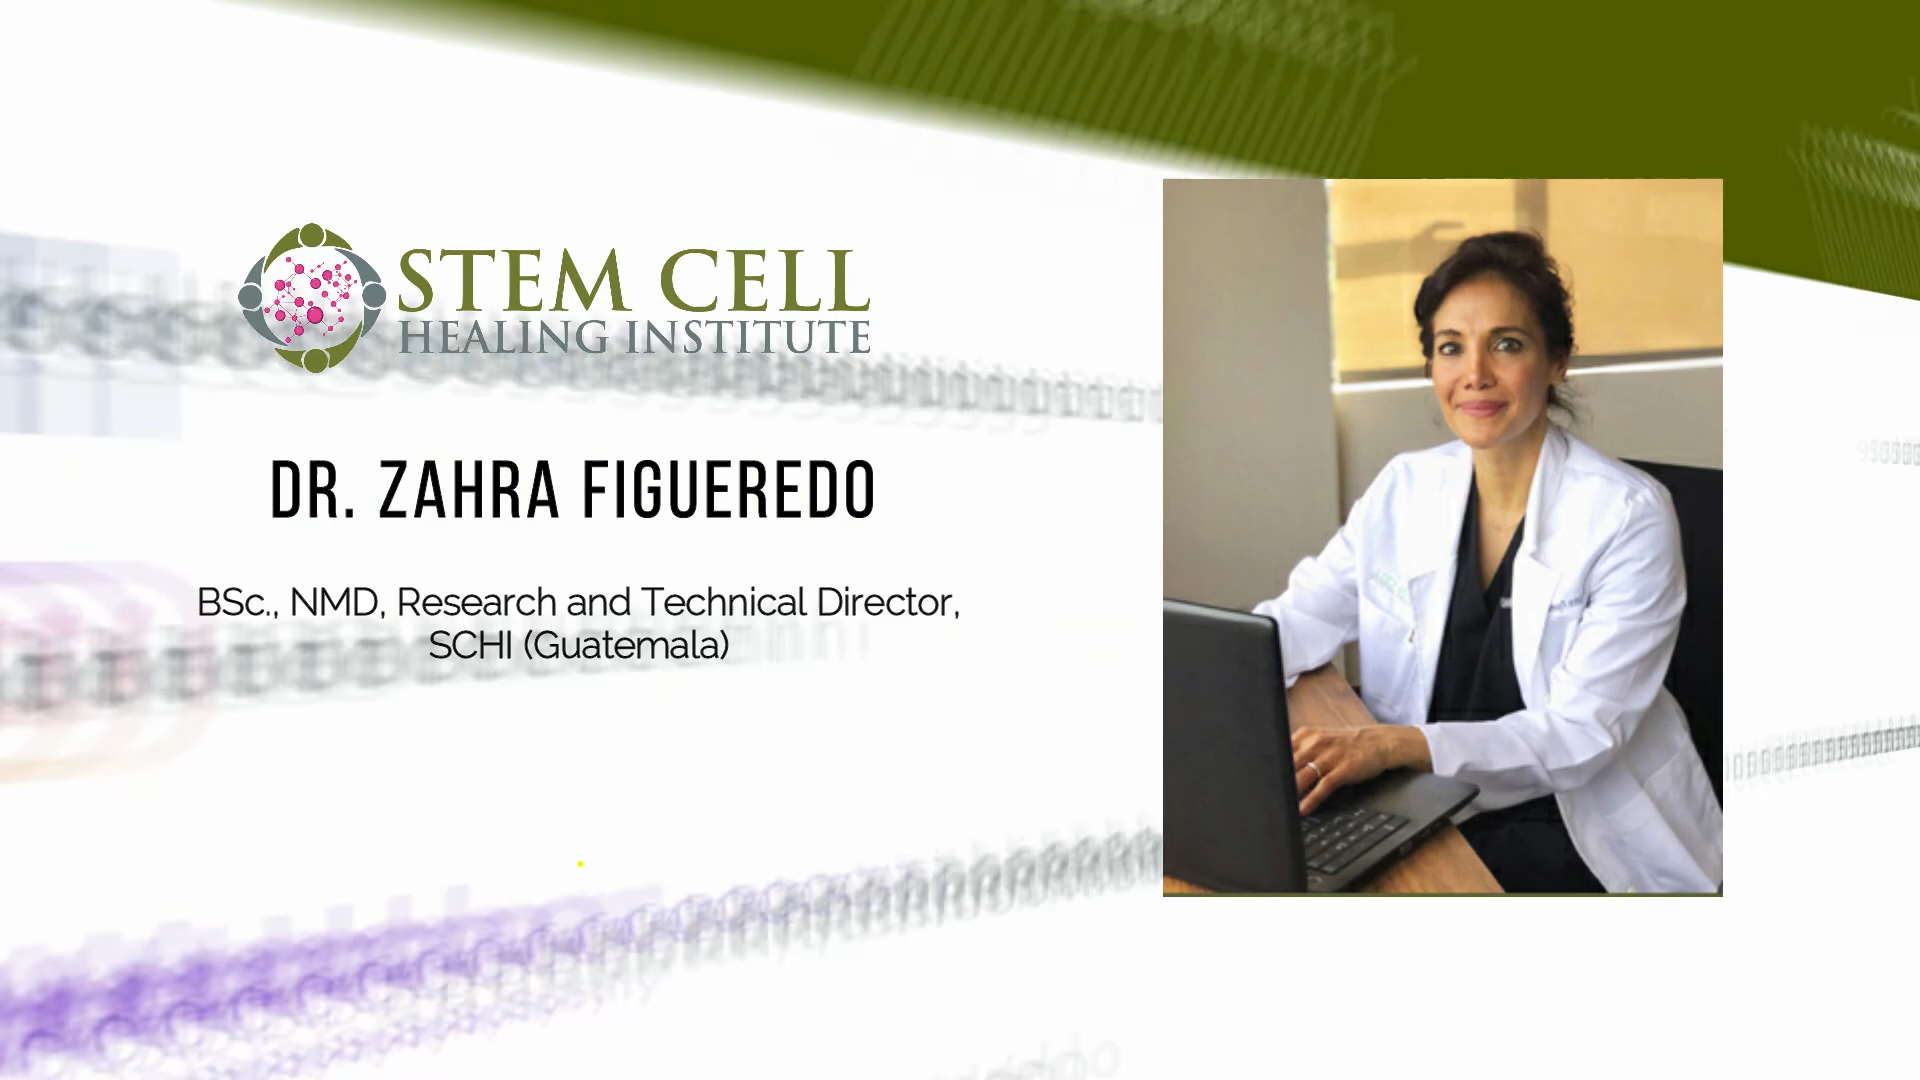 STEM CELL
HEALING INSTITUTE
DR. ZAHRA FIGUEREDO
BSc., NMD, Research and Technical Director,
SCHI (Guatemala)